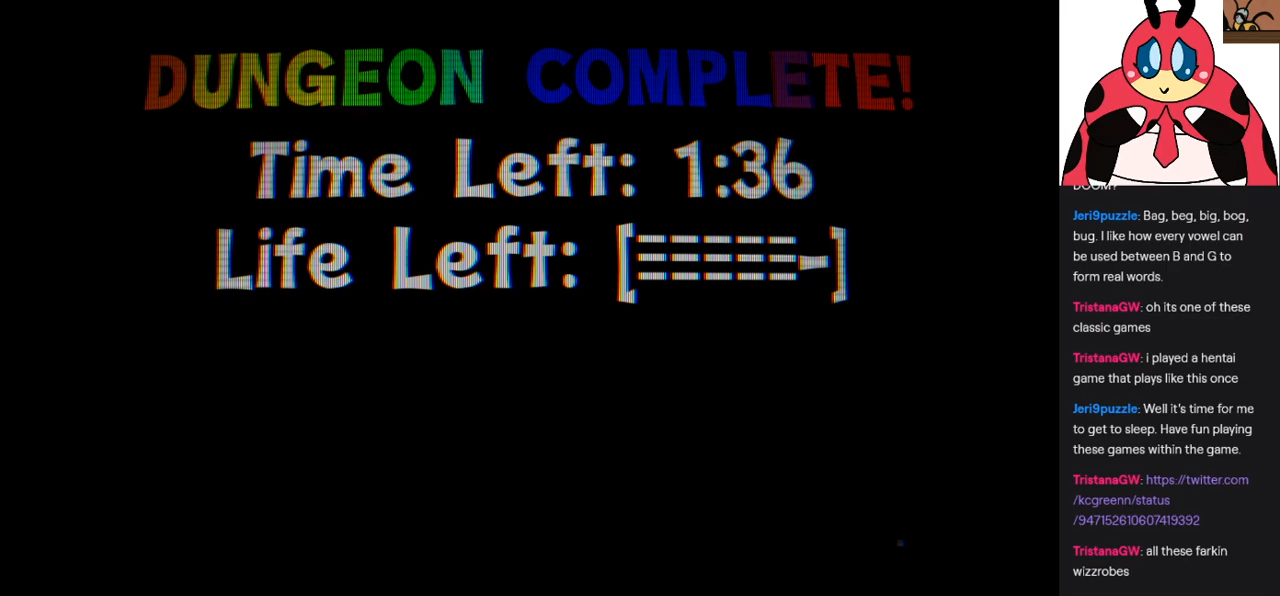 DUNGEON COMPLETE!
Time Left: 1:36
Life Left: [≡≡≡≡≡-]
DOOM?
Jeri9puzzle: Bag, beg, big, bog,
bug. I like how every vowel can
be used between B and G to
form real words.
TristanaGW: oh its one of these
classic games
TristanaGW: i played a hentai
game that plays like this once
Jeri9puzzle: Well it's time for me
to get to sleep. Have fun playing
these games within the game.
TristanaGW: https://twitter.com
/kcgreenn/status
/947152610607419392
TristanaGW: all these farkin
wizzrobes